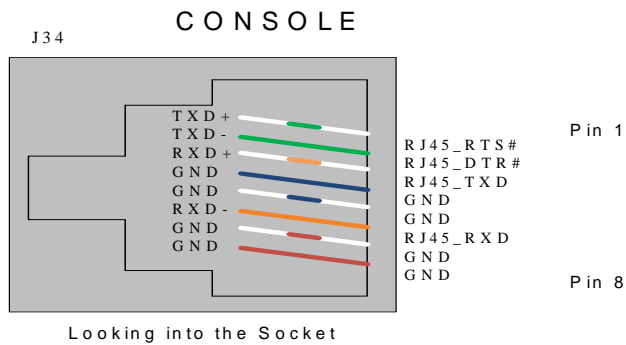 CONSOLE
J34
TXD+
TXD-
RXD+
GND
GND
RXD-
GND
GND
Pin 1
RJ45_RTS#
RJ45_DTR#
RJ45_TXD
GND
GND
RJ45_RXD
GND
GND
Pin 8
Looking into the Socket